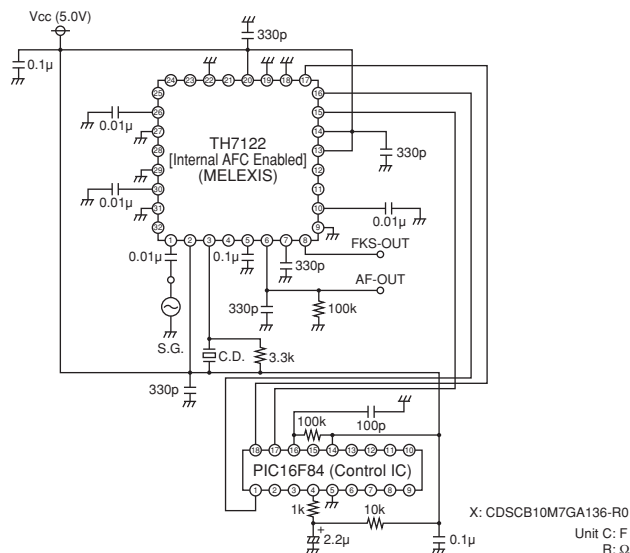 Vcc (5.0V)
330p
0.1µ
24 23 22 21 20 19 18 17
25
16
26
15
0.01µ
27
TH7122
14
28
[Internal AFC Enabled]
13
330p
29
(MELEXIS)
12
30
11
0.01µ
31
10
0.01µ
32
9
1 2 3 4 5 6 7 8
FKS-OUT
0.01µ
0.1µ
330p
AF-OUT
330p
100k
S.G.
C.D.
3.3k
330p
100k
100p
18 17 16 15 14 13 12 11 10
PIC16F84 (Control IC)
1 2 3 4 5 6 7 8 9
1k
10k
+
2.2µ
0.1µ
X: CDSCB10M7GA136-R0
Unit C: F
R: Ω